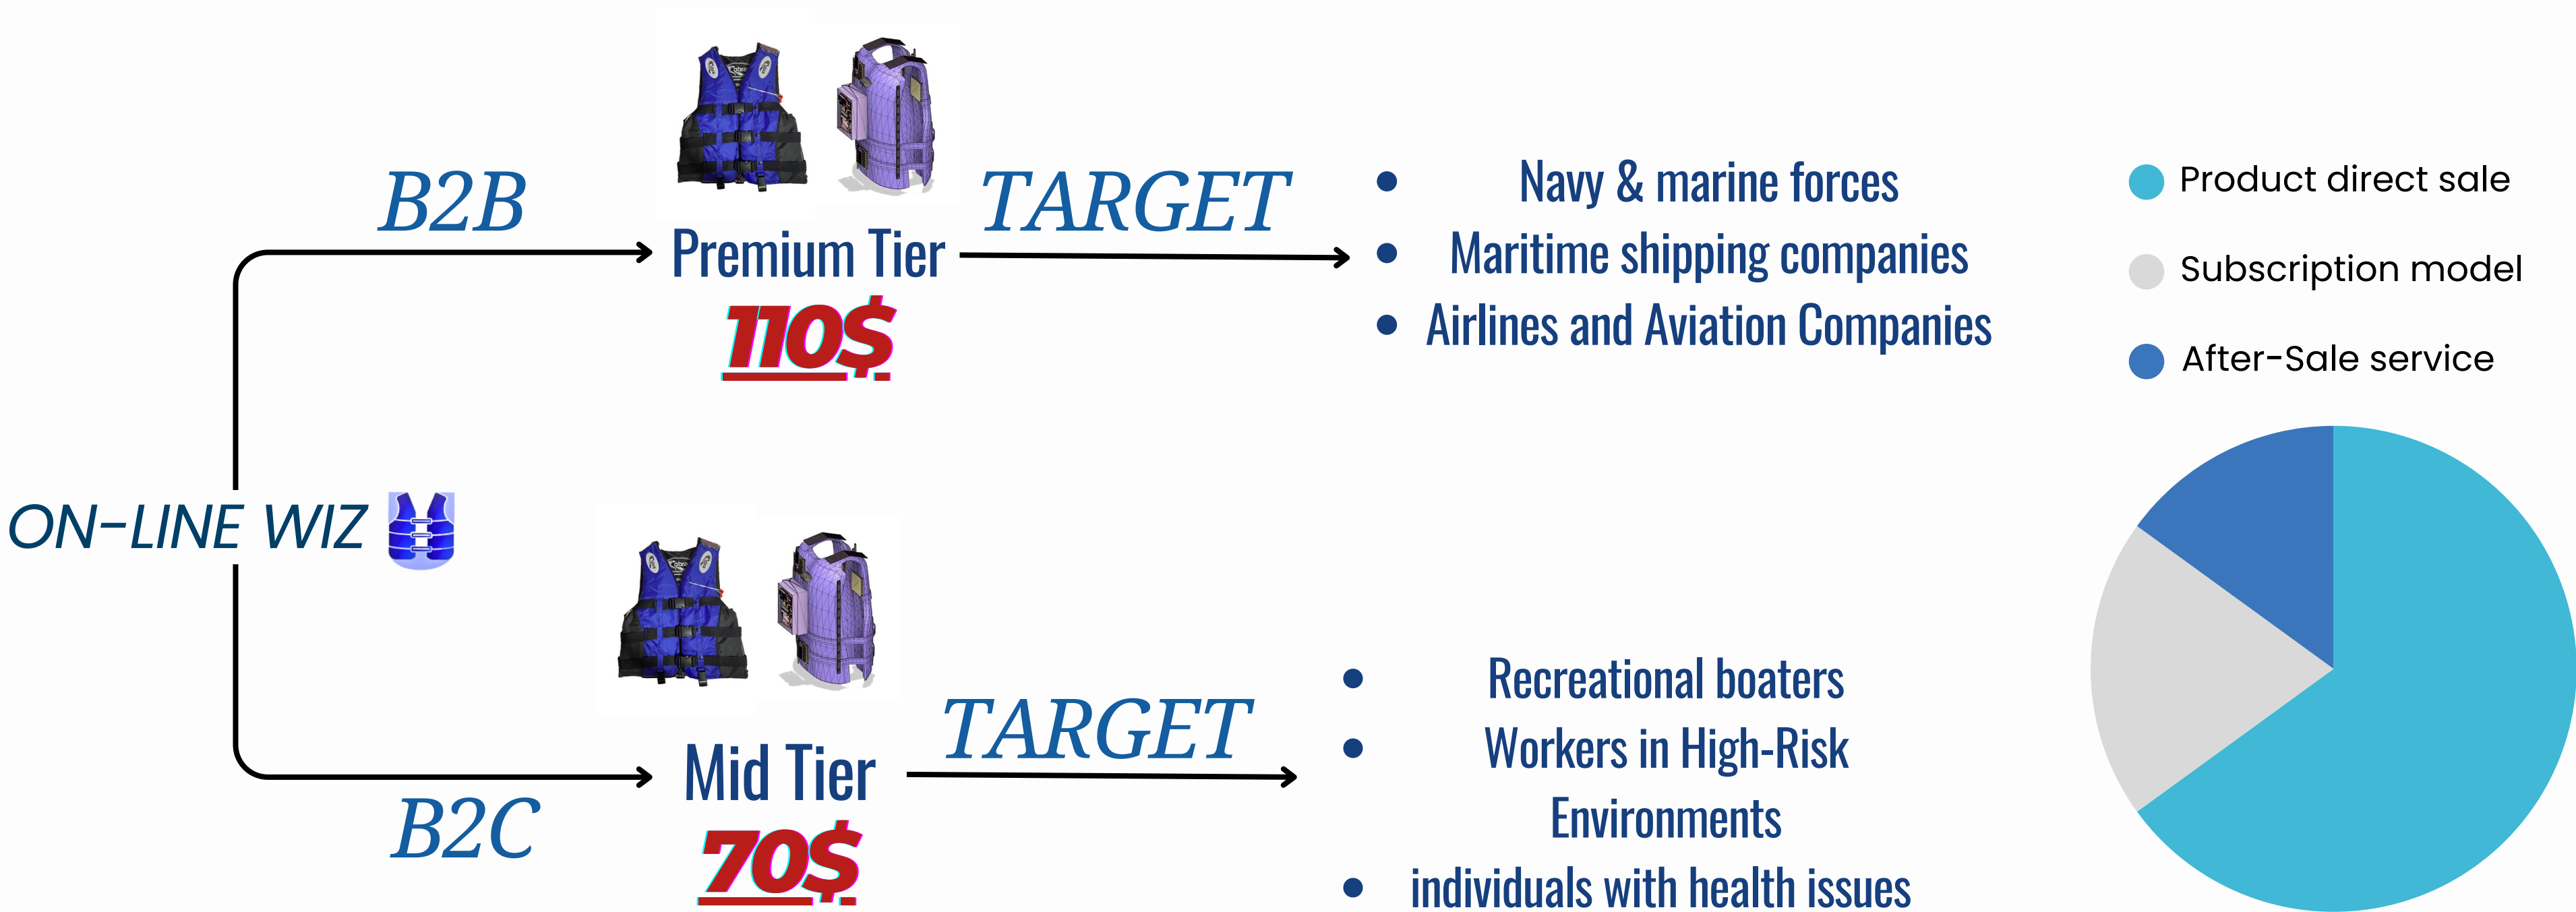 B2B
Premium Tier
110$
TARGET
Navy & marine forces
Maritime shipping companies
Airlines and Aviation Companies
Product direct sale
Subscription model
After-Sale service
ON-LINE WIZ
B2C
Mid Tier
70$
TARGET
Recreational boaters
Workers in High-Risk
Environments
individuals with health issues